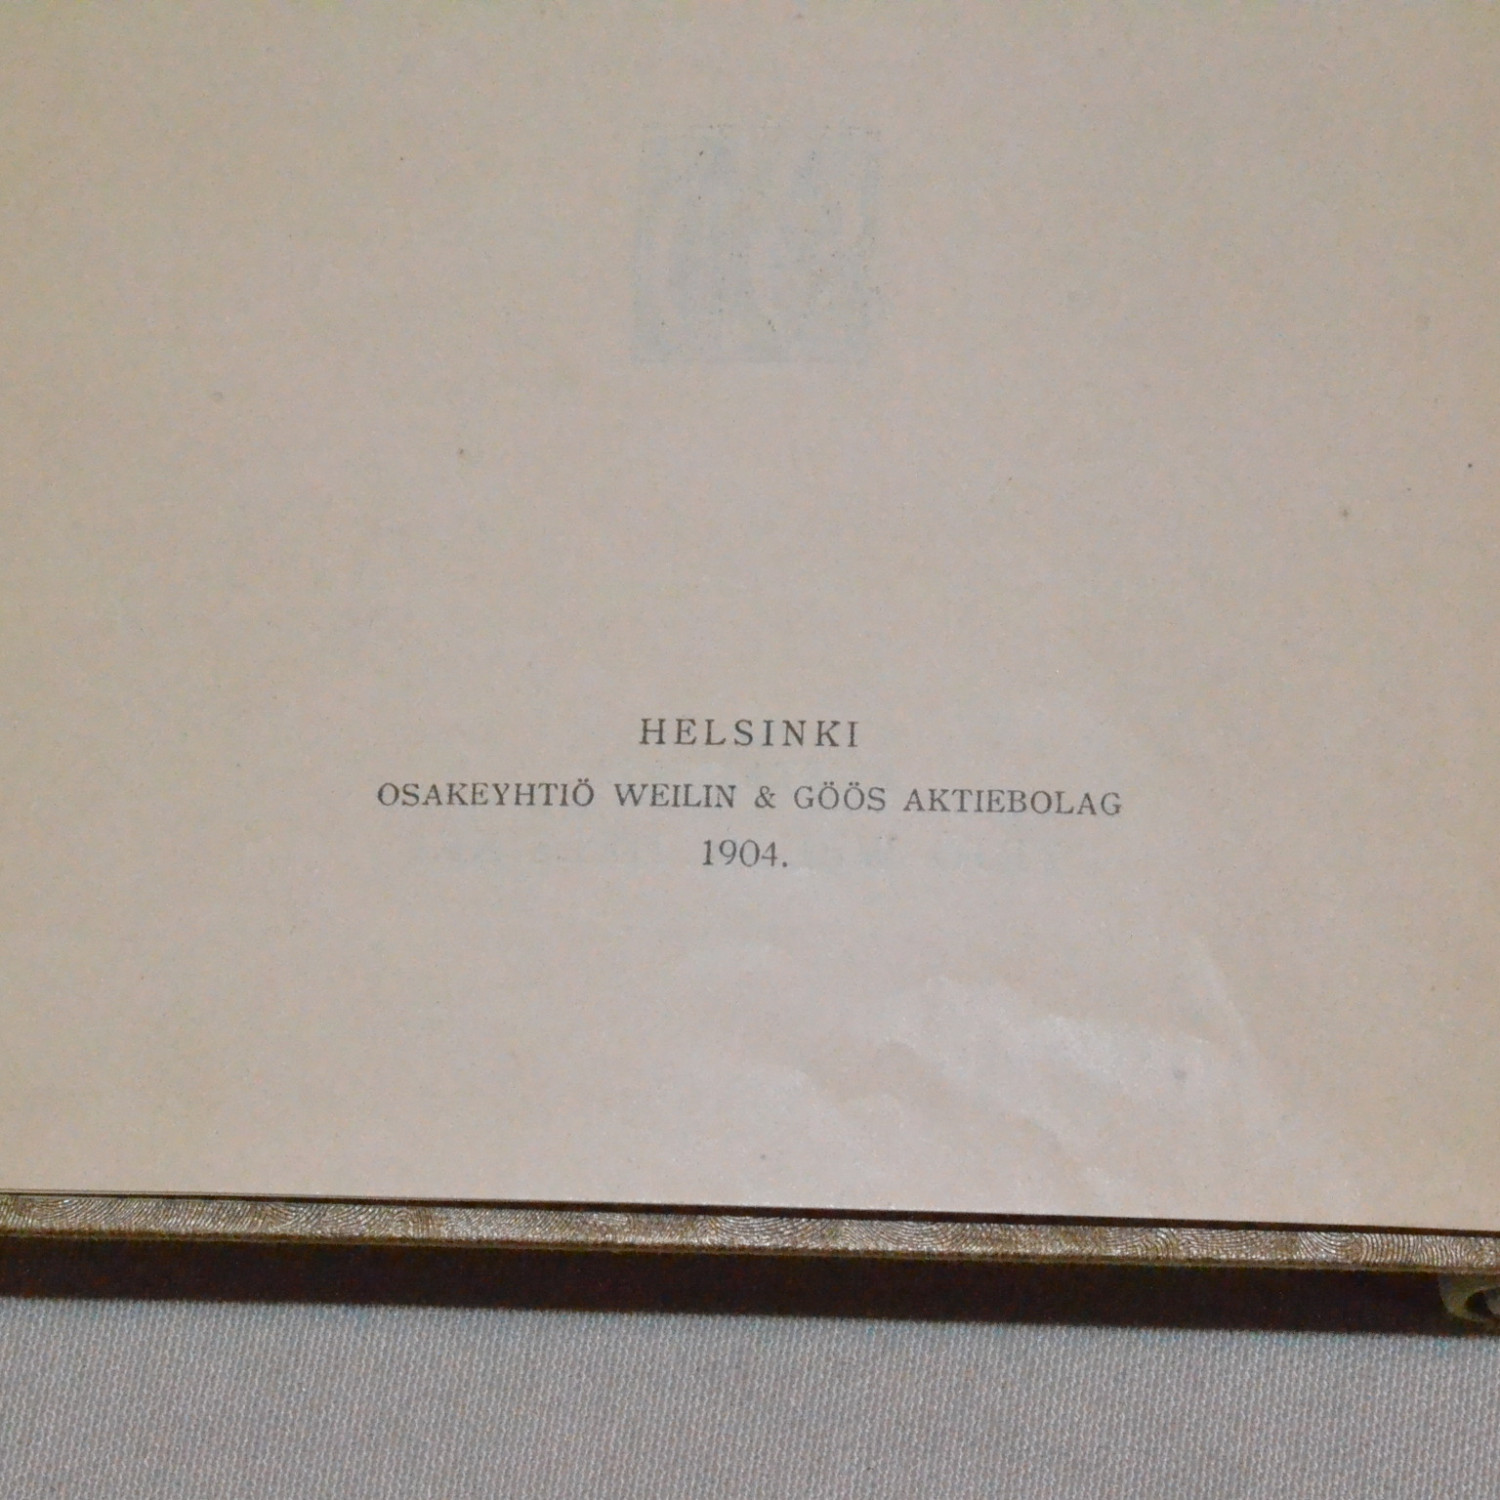 HELSINKI
OSAKEYHTIÖ WEILIN & GÖÖS AKTIEBOLAG
1904.